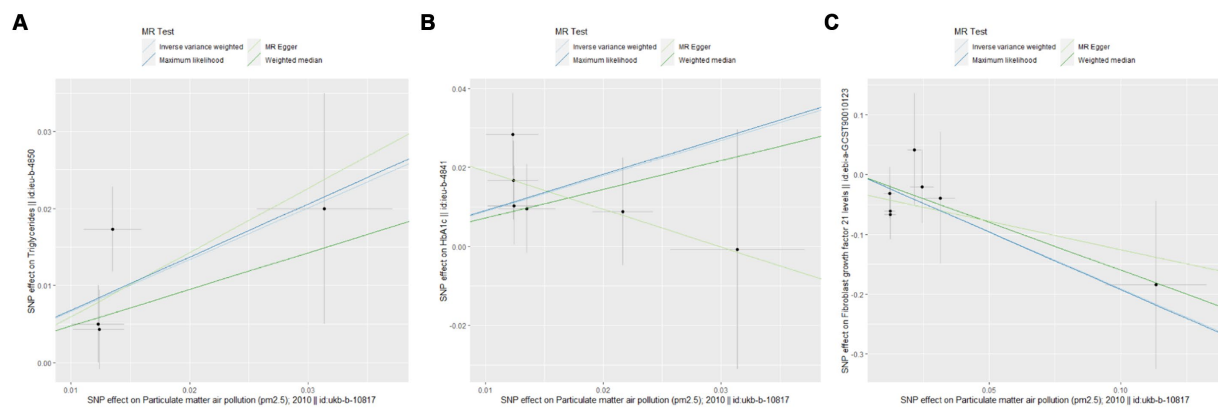 A
MR Test
Inverse variance weighted
MR Egger
Maximum likelihood
Weighted median
SNP effect on Triglycerides || id:ieu-b-4850
0.03
0.02
0.01
0.00
0.01
0.02
0.03
SNP effect on Particulate matter air pollution (pm2.5); 2010 || id:ukb-b-10817
B
MR Test
Inverse variance weighted
MR Egger
Maximum likelihood
Weighted median
SNP effect on HbA1c || id:ieu-b-4841
0.04
0.02
0.00
-0.02
0.01
0.02
0.03
SNP effect on Particulate matter air pollution (pm2.5); 2010 || id:ukb-b-10817
C
MR Test
Inverse variance weighted
MR Egger
Maximum likelihood
Weighted median
SNP effect on Fibroblast growth factor 21 levels || id:ebi-a-GCST90010123
0.1
0.0
-0.1
-0.2
-0.3
0.05
0.10
SNP effect on Particulate matter air pollution (pm2.5); 2010 || id:ukb-b-10817